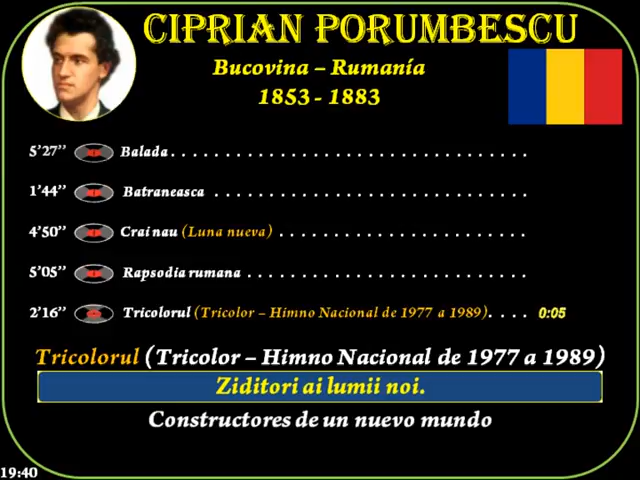 CIPRIAN PORUMBESCU
Bucovina – Rumanía
1853 - 1883
5’27’’ Balada . . . . . . . . . . . . . . . . . . . . . . . . . . . . . . . . .
1’44’’ Batraneasca . . . . . . . . . . . . . . . . . . . . . . . . . . . . .
4’50’’ Crai nau (Luna nueva) . . . . . . . . . . . . . . . . . . . . . . .
5’05’’ Rapsodia rumana . . . . . . . . . . . . . . . . . . . . . . . . . .
2’16’’ Tricolorul (Tricolor – Himno Nacional de 1977 a 1989). . . . 0:05
Tricolorul (Tricolor – Himno Nacional de 1977 a 1989)
Ziditori ai lumii noi.
Constructores de un nuevo mundo
19:40